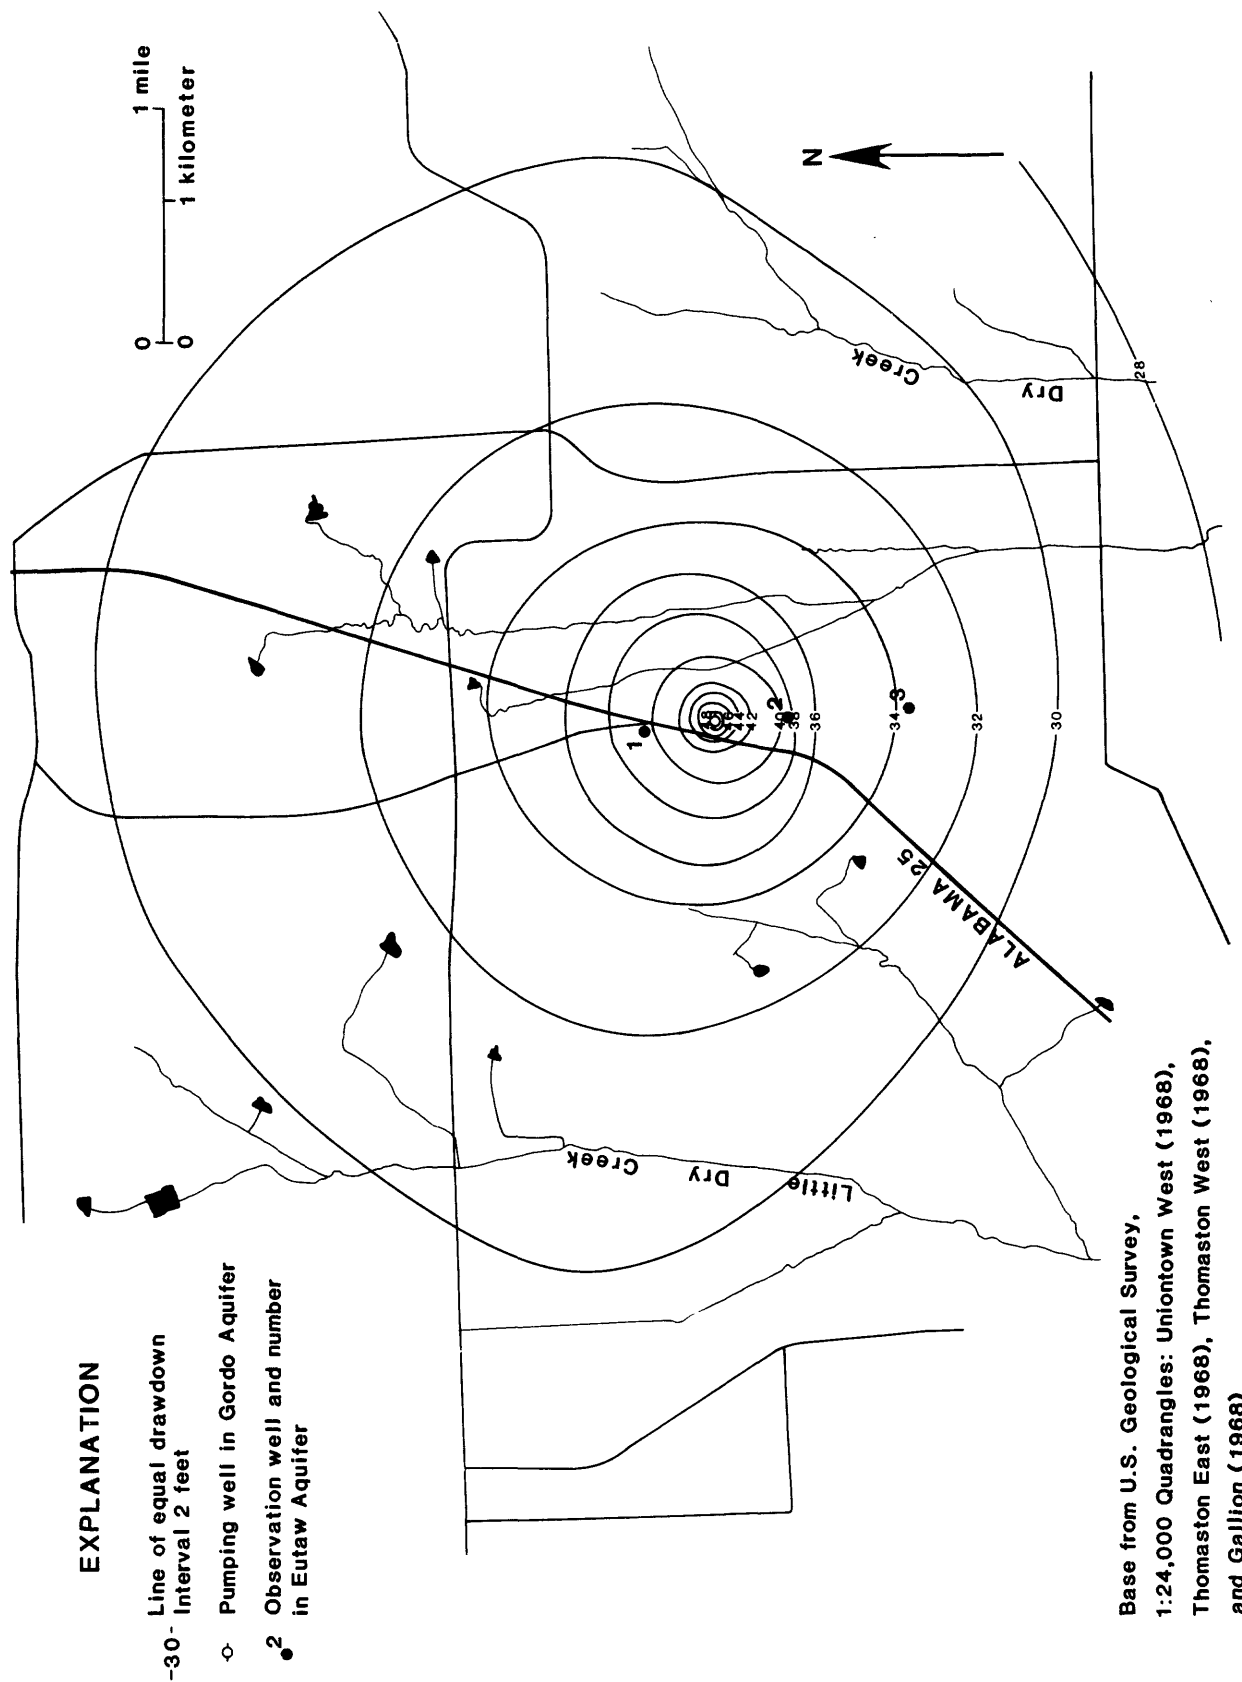 EXPLANATION
-30- Line of equal drawdown
Interval 2 feet
Pumping well in Gordo Aquifer
2 Observation well and number
in Eutaw Aquifer
0 1 mile
0 1 kilometer
N
1
2
3
48
46
44
42
40
38
36
34
32
30
28
ALABAMA 25
Creek
Dry
Creek
Dry
Little
Base from U.S. Geological Survey,
1:24,000 Quadrangles: Uniontown West (1968),
Thomaston East (1968), Thomaston West (1968),
and Gallion (1968)